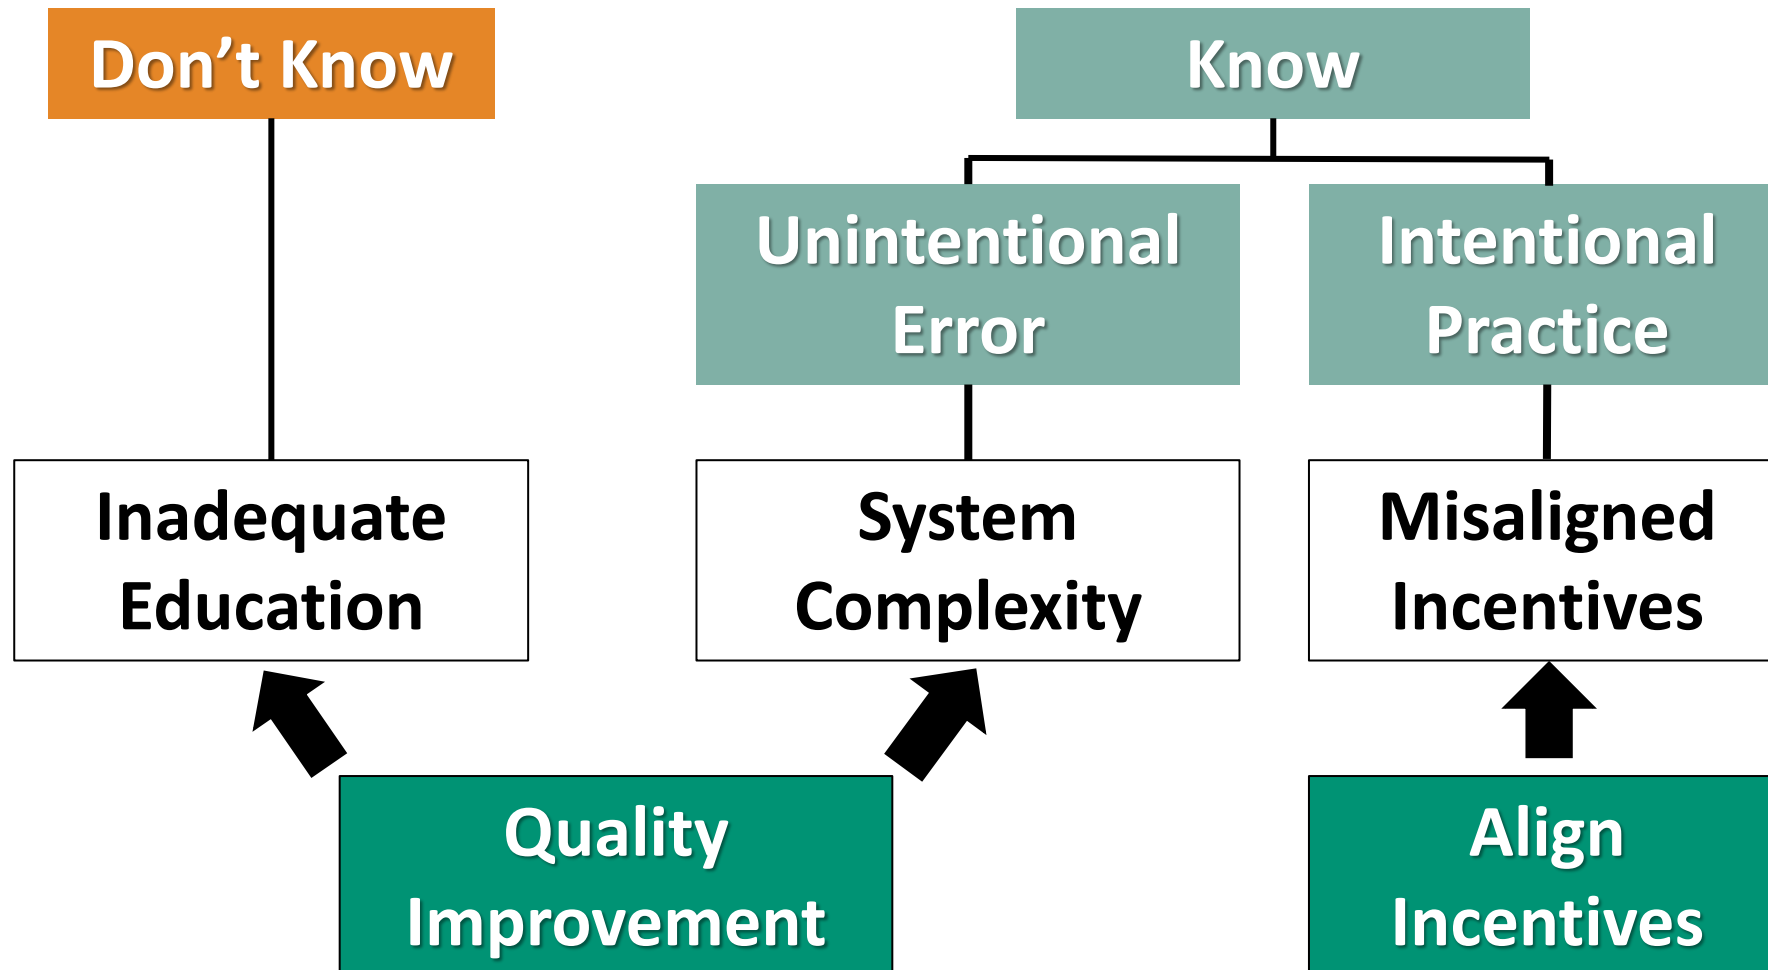 Don’t Know
Know
Unintentional
Error
Intentional
Practice
Inadequate
Education
System
Complexity
Misaligned
Incentives
Quality
Improvement
Align
Incentives